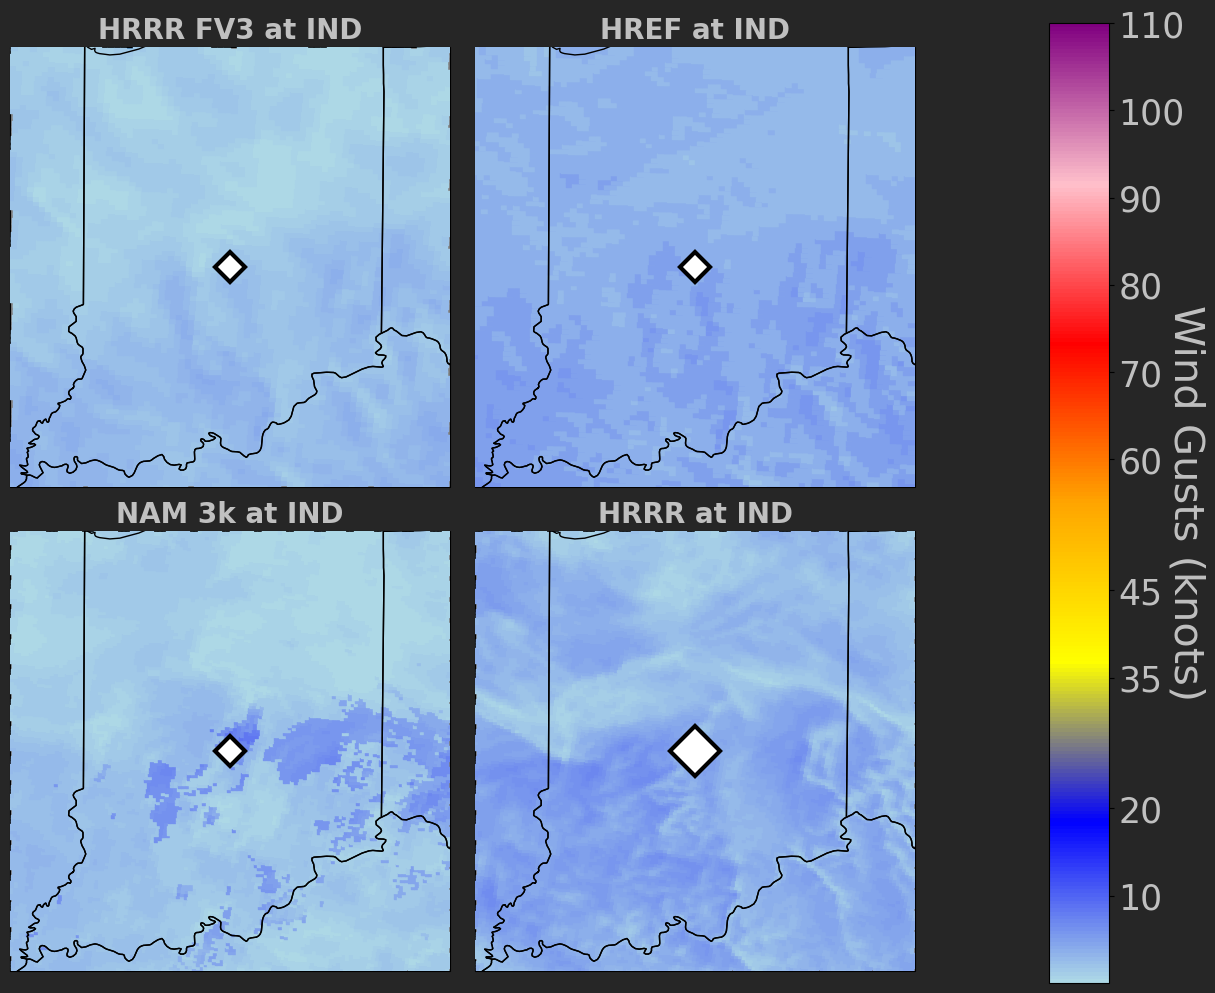 HRRR FV3 at IND
HREF at IND
NAM 3k at IND
HRRR at IND
110
100
90
80
70
60
45
35
20
10
Wind Gusts (knots)